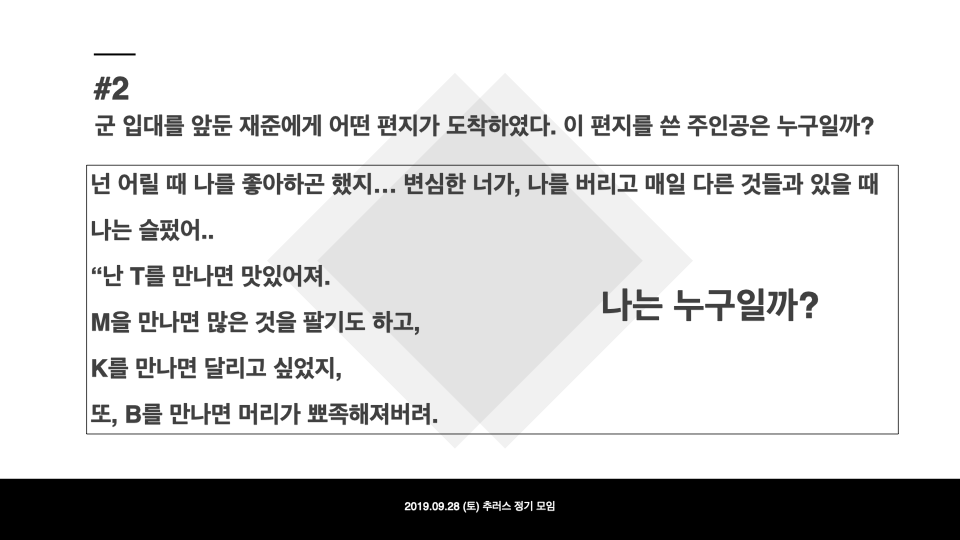 #2
군 입대를 앞둔 재준에게 어떤 편지가 도착하였다. 이 편지를 쓴 주인공은 누구일까?
넌 어릴 때 나를 좋아하곤 했지... 변심한 너가, 나를 버리고 매일 다른 것들과 있을 때
나는 슬펐어..
“난 T를 만나면 맛있어져.
M을 만나면 많은 것을 팔기도 하고,
K를 만나면 달리고 싶었지,
또, B를 만나면 머리가 뾰족해져버려.
나는 누구일까?
2019.09.28 (토) 추러스 정기 모임